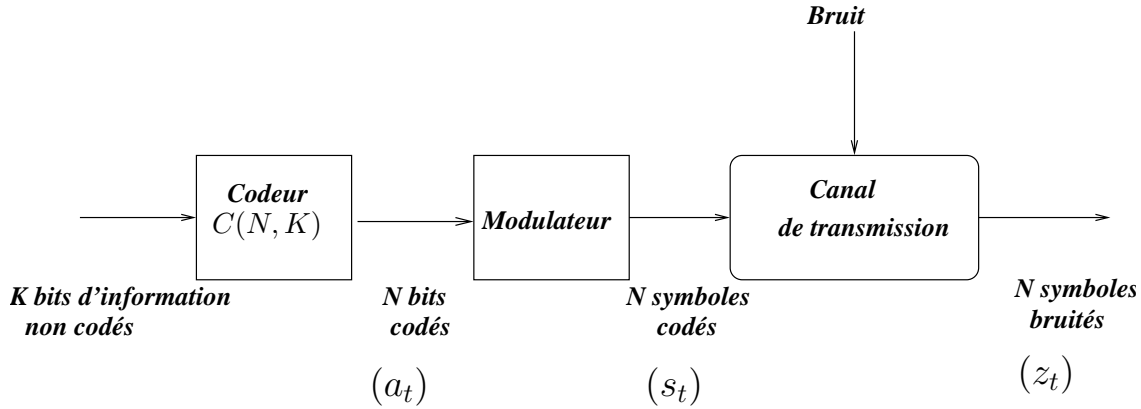 Bruit
Codeur
C(N, K)
Modulateur
Canal
de transmission
K bits d'information
non codés
N bits
codés
N symboles
codés
N symboles
bruités
(a_t)
(s_t)
(z_t)